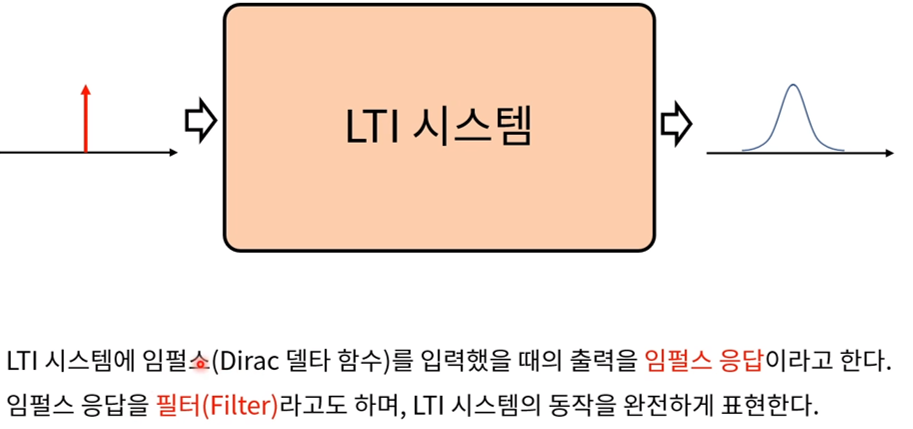 LTI 시스템
LTI 시스템에 임펄스(Dirac 델타 함수)를 입력했을 때의 출력을 임펄스 응답이라고 한다.
임펄스 응답을 필터(Filter)라고도 하며, LTI 시스템의 동작을 완전하게 표현한다.